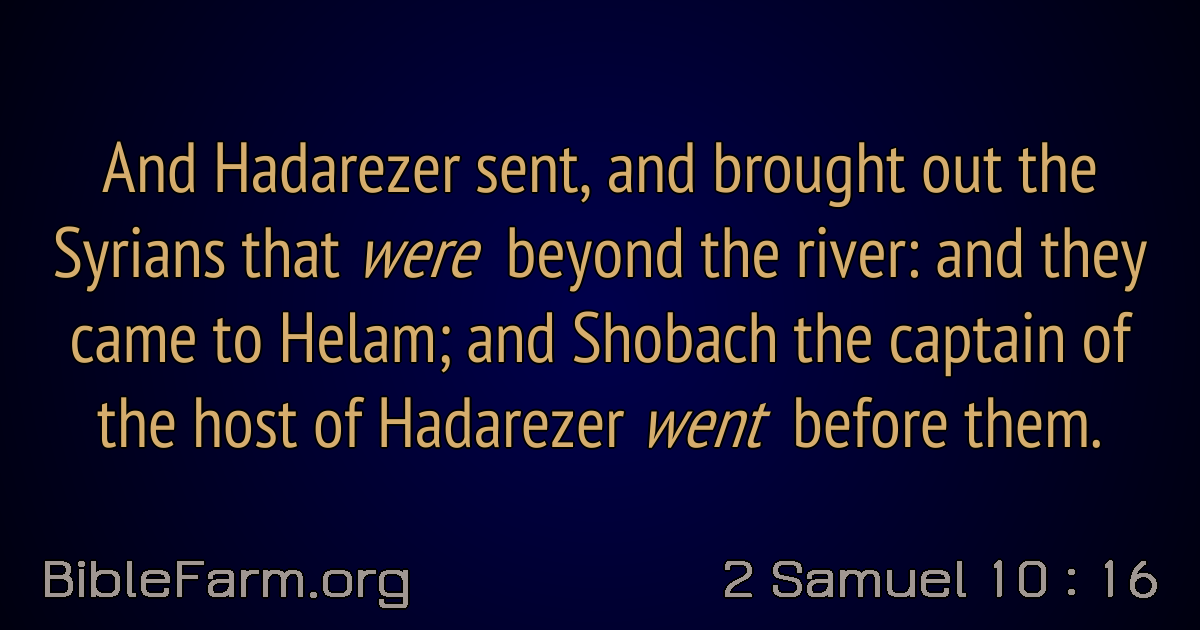 And Hadarezer sent, and brought out the
Syrians that were beyond the river: and they
came to Helam; and Shobach the captain of
the host of Hadarezer went before them.
BibleFarm.org
2 Samuel 10 : 16